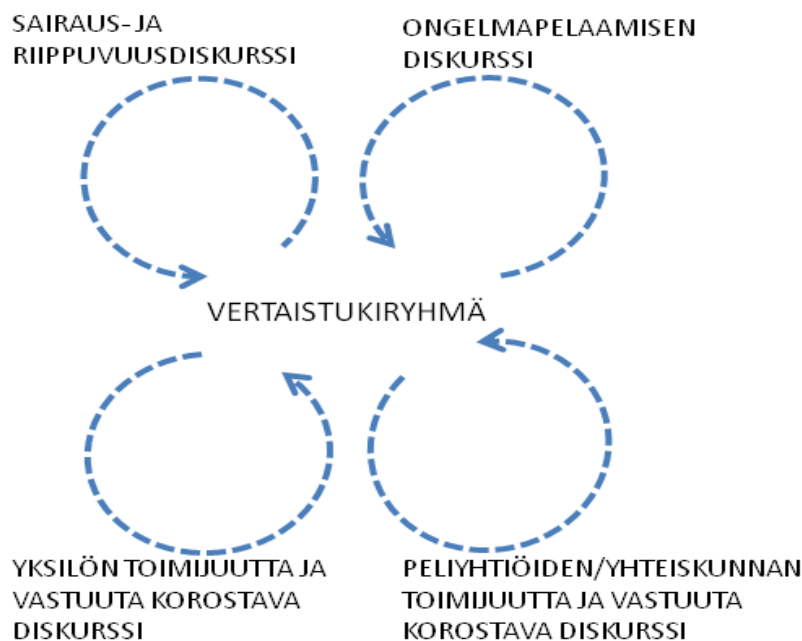 SAIRAUS- JA
RIIPPUVUUSDISKURSSI
ONGELMAPELAAMISEN
DISKURSSI
VERTAISTUKIRYHMÄ
YKSILÖN TOIMIJUUTTA JA
VASTUUTA KOROSTAVA
DISKURSSI
PELIYHTIÖIDEN/YHTEISKUNNAN
TOIMIJUUTTA JA VASTUUTA
KOROSTAVA DISKURSSI